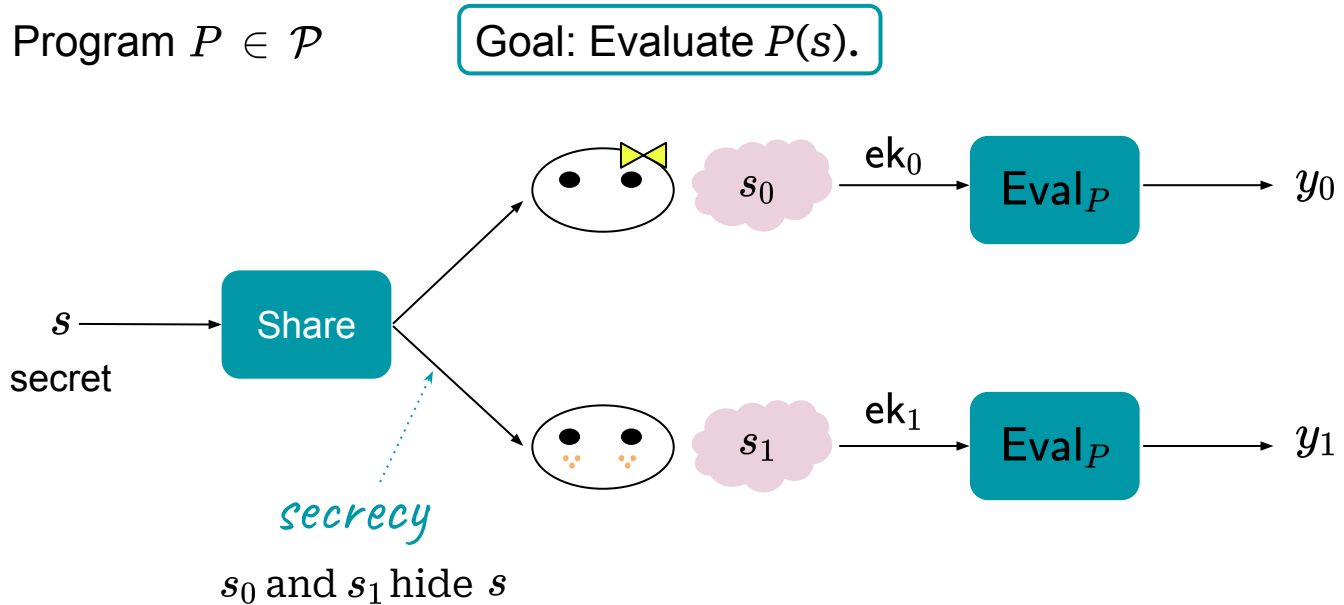 Program P ∈ 𝒫
Goal: Evaluate P(s).
s₀
ek₀
Eval_P
y₀
s
secret
Share
s₁
ek₁
Eval_P
y₁
secrecy
s₀ and s₁ hide s